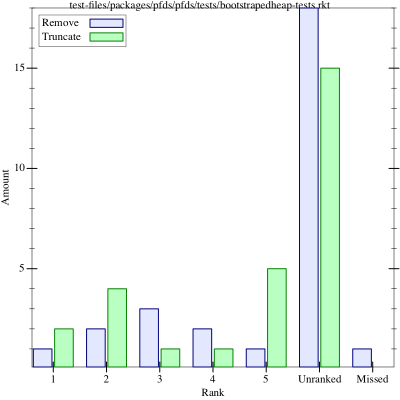 test-files/packages/pfds/pfds/tests/bootstrapedheap-tests.rkt
Remove
Truncate
15
10
5
Amount
1 2 3 4 5 Unranked Missed
Rank